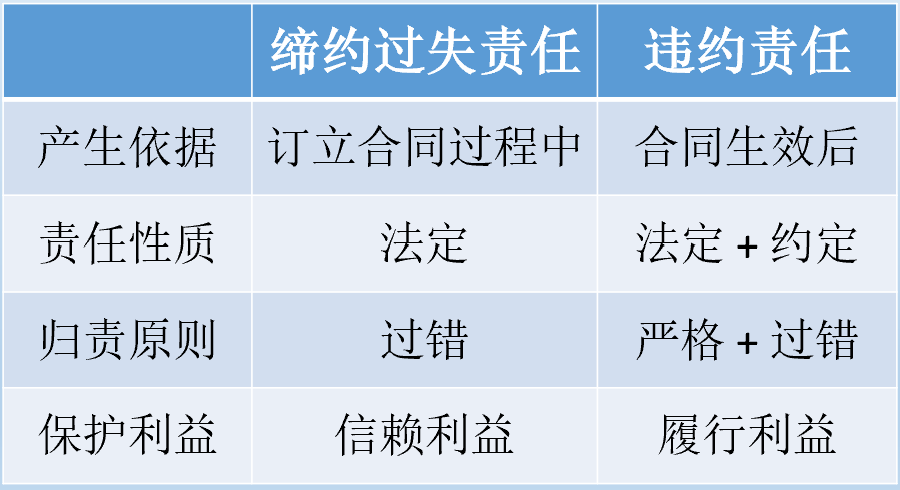 缔约过失责任 违约责任
产生依据 订立合同过程中 合同生效后
责任性质 法定 法定+约定
归责原则 过错 严格+过错
保护利益 信赖利益 履行利益